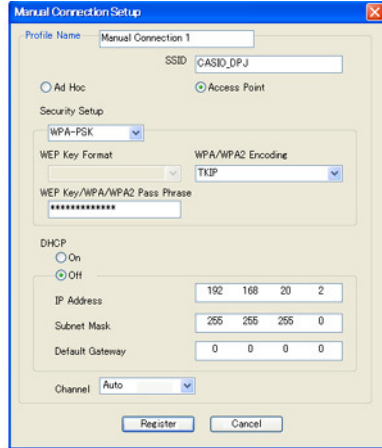 Manual Connection Setup
Profile Name Manual Connection 1
SSID CASIO_DPJ
Ad Hoc Access Point
Security Setup
WPA-PSK
WEP Key Format WPA/WPA2 Encoding
TKIP
WEP Key/WPA/WPA2 Pass Phrase
*************
DHCP
On
Off
IP Address 192 168 20 2
Subnet Mask 255 255 255 0
Default Gateway 0 0 0 0
Channel Auto
Register Cancel